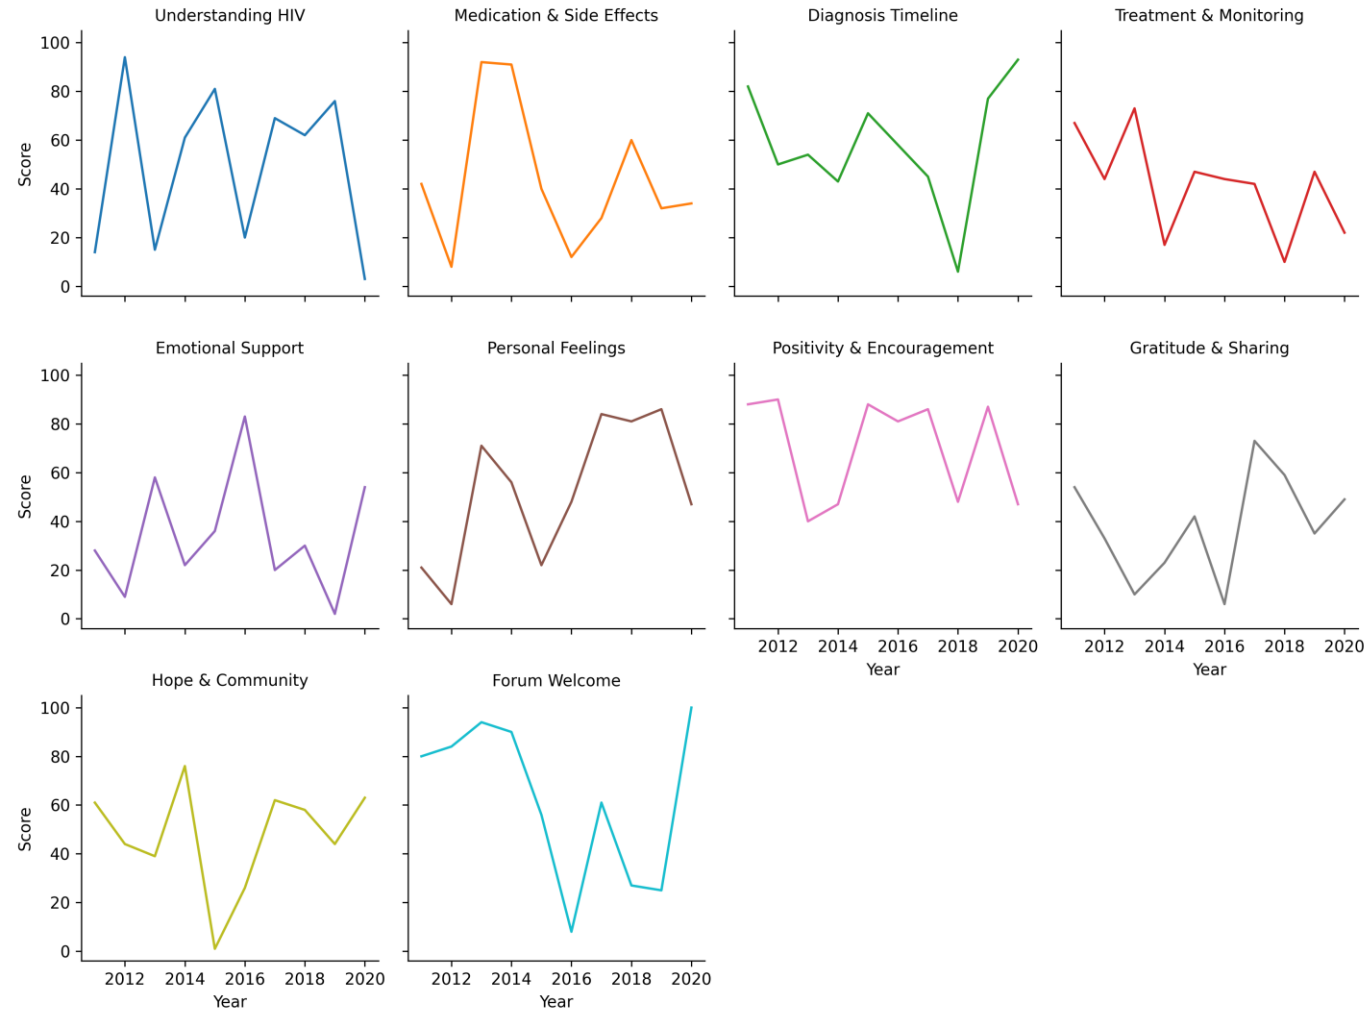 Understanding HIV
Medication & Side Effects
Diagnosis Timeline
Treatment & Monitoring
Score
100
80
60
40
20
0
Emotional Support
Personal Feelings
Positivity & Encouragement
Gratitude & Sharing
Score
100
80
60
40
20
0
2012 2014 2016 2018 2020
Year
2012 2014 2016 2018 2020
Year
Hope & Community
Forum Welcome
Score
100
80
60
40
20
0
2012 2014 2016 2018 2020
Year
2012 2014 2016 2018 2020
Year